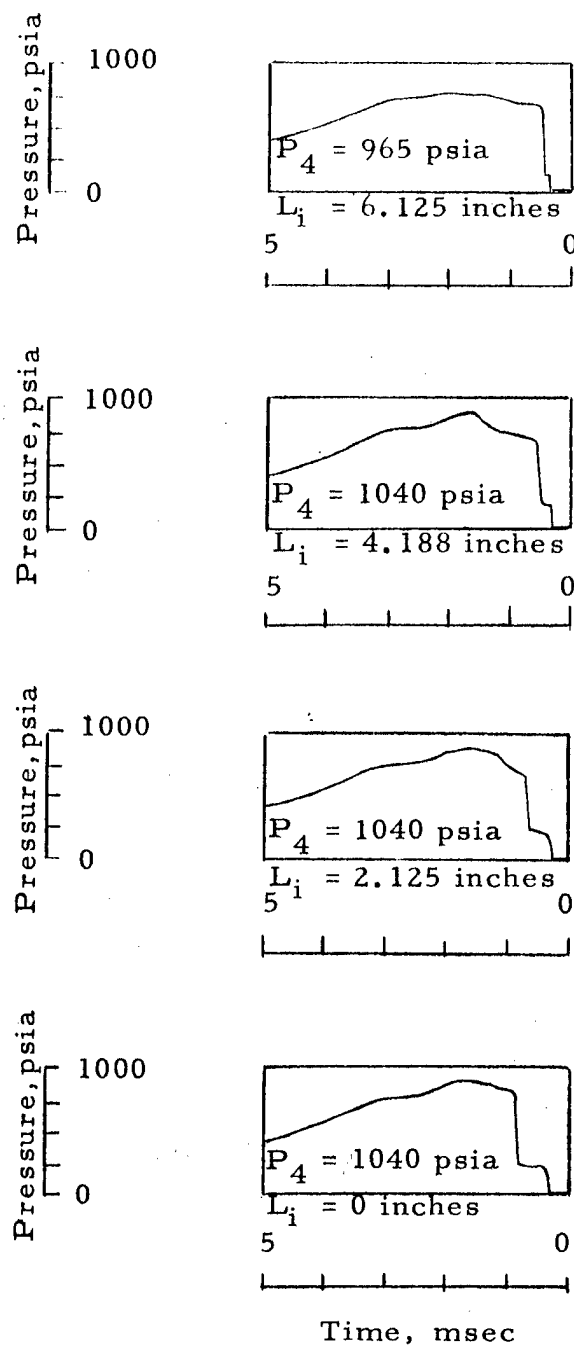 Pressure, psia
1000
0
P4 = 965 psia
Li = 6.125 inches
5 0
Pressure, psia
1000
0
P4 = 1040 psia
Li = 4.188 inches
5 0
Pressure, psia
1000
0
P4 = 1040 psia
Li = 2.125 inches
5 0
Pressure, psia
1000
0
P4 = 1040 psia
Li = 0 inches
5 0
Time, msec